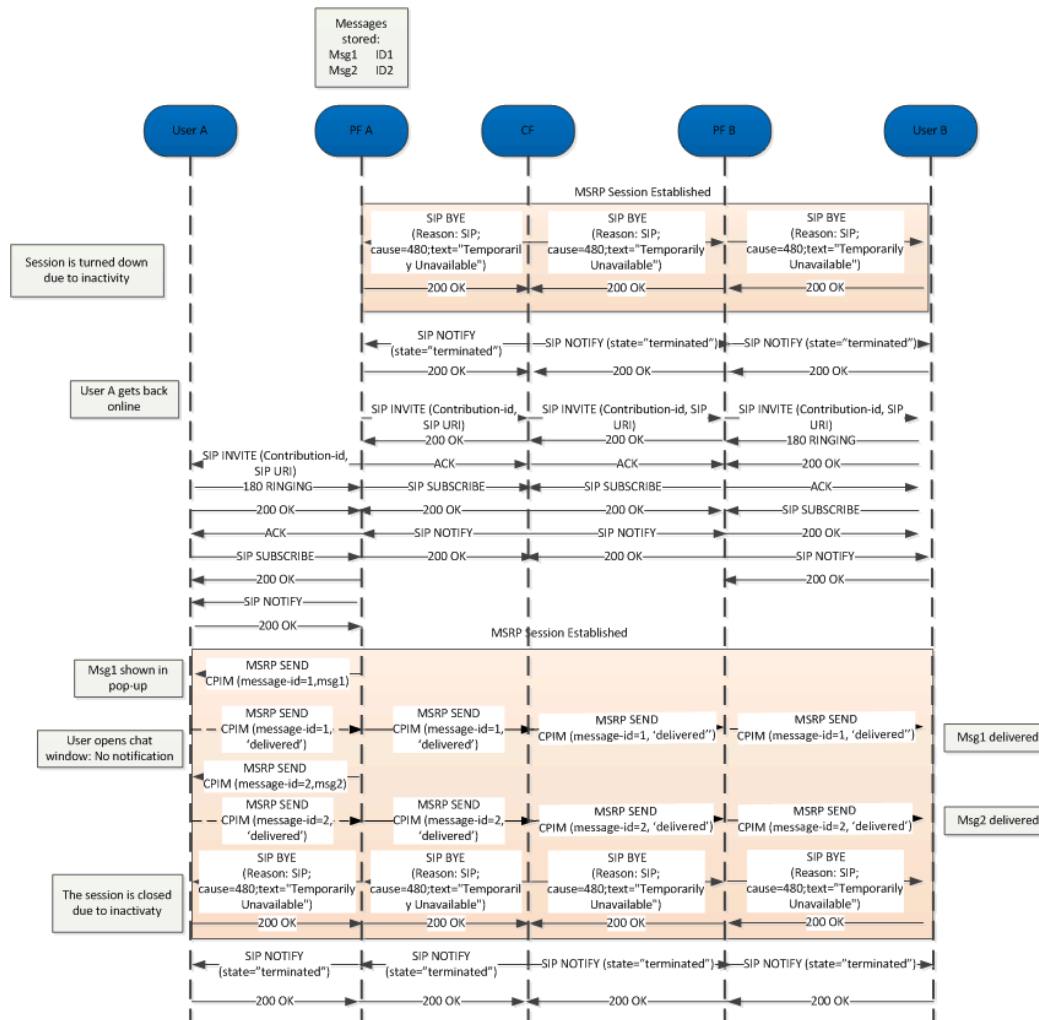 Messages
stored:
Msg1 ID1
Msg2 ID2
User A
PF A
CF
PF B
User B
MSRP Session Established
SIP BYE
(Reason: SIP;
cause=480;text="Temporaril
y Unavailable")
SIP BYE
(Reason: SIP;
cause=480;text="Temporarily
Unavailable")
SIP BYE
(Reason: SIP;
cause=480;text="Temporarily
Unavailable")
Session is turned down
due to inactivity
200 OK
200 OK
200 OK
SIP NOTIFY
(state="terminated")
SIP NOTIFY (state="terminated")
SIP NOTIFY (state="terminated")
200 OK
200 OK
200 OK
User A gets back
online
SIP INVITE (Contribution-id,
SIP URI)
SIP INVITE (Contribution-id, SIP
URI)
SIP INVITE (Contribution-id, SIP
URI)
200 OK
200 OK
180 RINGING
SIP INVITE (Contribution-id,
SIP URI)
ACK
ACK
200 OK
180 RINGING
SIP SUBSCRIBE
SIP SUBSCRIBE
ACK
200 OK
200 OK
200 OK
SIP SUBSCRIBE
ACK
SIP NOTIFY
SIP NOTIFY
200 OK
SIP SUBSCRIBE
200 OK
200 OK
SIP NOTIFY
200 OK
200 OK
SIP NOTIFY
200 OK
MSRP Session Established
Msg1 shown in
pop-up
MSRP SEND
CPIM (message-id=1,msg1)
User opens chat
window: No notification
MSRP SEND
CPIM (message-id=1,
‘delivered’)
MSRP SEND
CPIM (message-id=1,
‘delivered’)
MSRP SEND
CPIM (message-id=1, ‘delivered’')
MSRP SEND
CPIM (message-id=1, ‘delivered’')
Msg1 delivered
MSRP SEND
CPIM (message-id=2,msg2)
MSRP SEND
CPIM (message-id=2,
‘delivered’)
MSRP SEND
CPIM (message-id=2,
‘delivered’)
MSRP SEND
CPIM (message-id=2, ‘delivered’)
MSRP SEND
CPIM (message-id=2, ‘delivered’)
Msg2 delivered
The session is closed
due to inactivaty
SIP BYE
(Reason: SIP;
cause=480;text="Temporarily
Unavailable")
SIP BYE
(Reason: SIP;
cause=480;text="Temporaril
y Unavailable")
SIP BYE
(Reason: SIP;
cause=480;text="Temporarily
Unavailable")
SIP BYE
(Reason: SIP;
cause=480;text="Temporarily
Unavailable")
200 OK
200 OK
200 OK
200 OK
SIP NOTIFY
(state="terminated")
SIP NOTIFY
(state="terminated")
SIP NOTIFY (state="terminated")
SIP NOTIFY (state="terminated")
200 OK
200 OK
200 OK
200 OK